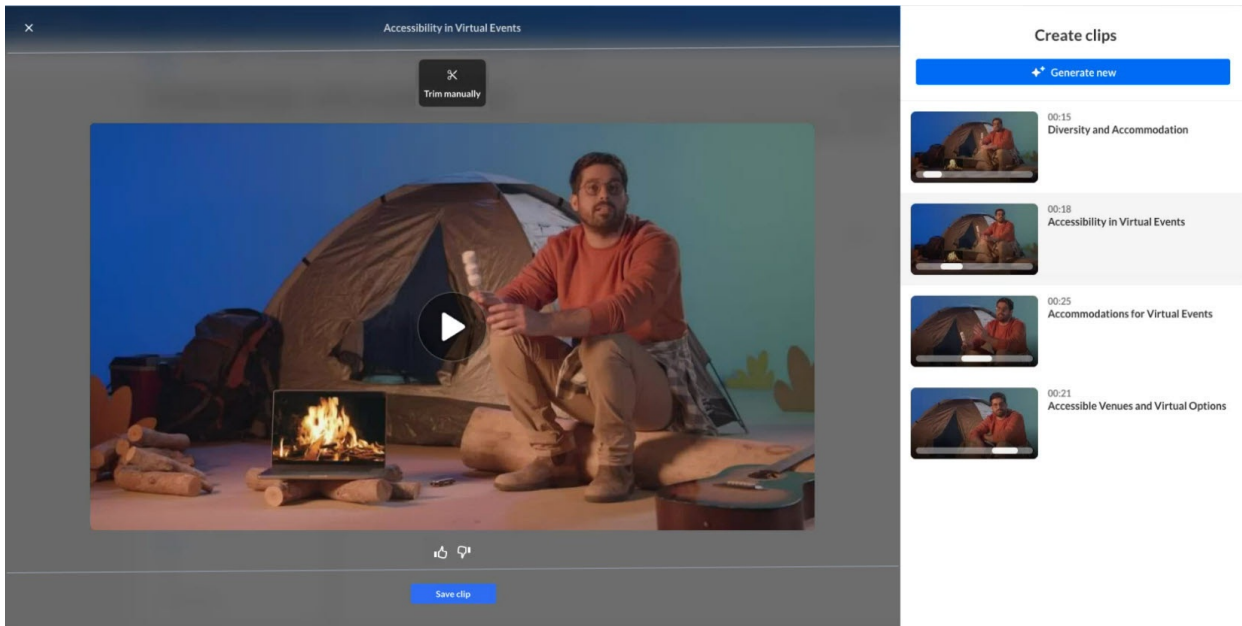 Accessibility in Virtual Events
Trim manually
Save clip
Create clips
Generate new
00:15
Diversity and Accommodation
00:18
Accessibility in Virtual Events
00:25
Accommodations for Virtual Events
00:21
Accessible Venues and Virtual Options